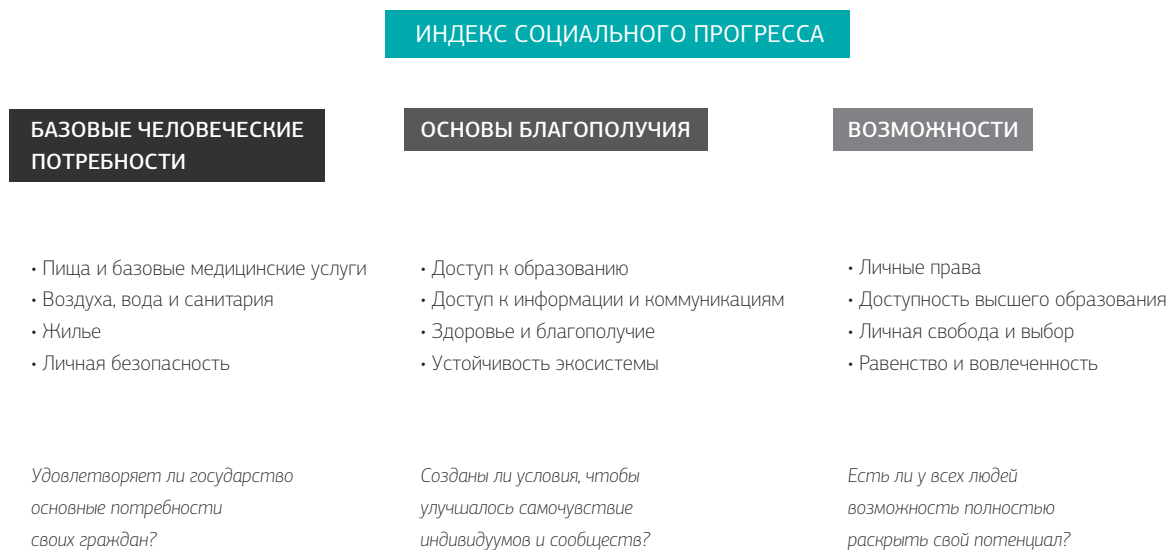 ИНДЕКС СОЦИАЛЬНОГО ПРОГРЕССА
БАЗОВЫЕ ЧЕЛОВЕЧЕСКИЕ
ПОТРЕБНОСТИ
• Пища и базовые медицинские услуги
• Воздуха, вода и санитария
• Жилье
• Личная безопасность
Удовлетворяет ли государство
основные потребности
своих граждан?
ОСНОВЫ БЛАГОПОЛУЧИЯ
• Доступ к образованию
• Доступ к информации и коммуникациям
• Здоровье и благополучие
• Устойчивость экосистемы
Созданы ли условия, чтобы
улучшалось самочувствие
индивидуумов и сообществ?
ВОЗМОЖНОСТИ
• Личные права
• Доступность высшего образования
• Личная свобода и выбор
• Равенство и вовлеченность
Есть ли у всех людей
возможность полностью
раскрыть свой потенциал?